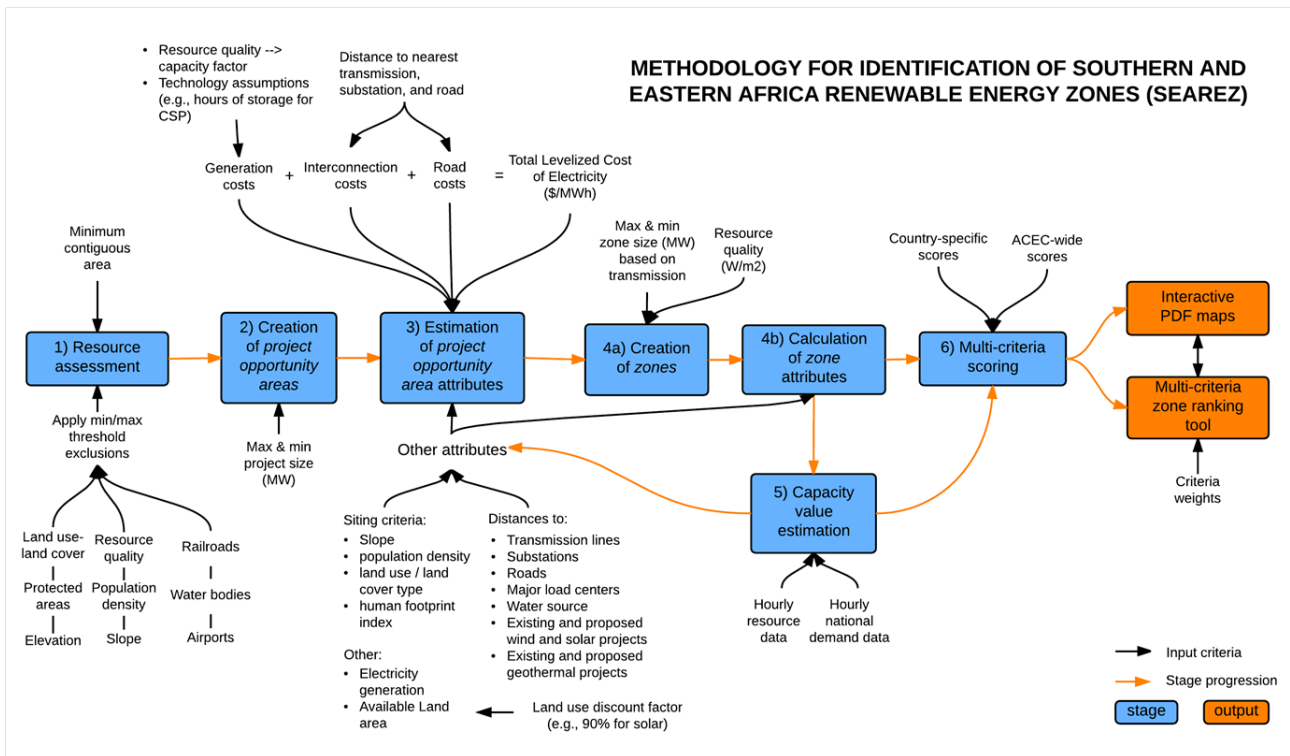 METHODOLOGY FOR IDENTIFICATION OF SOUTHERN AND
EASTERN AFRICA RENEWABLE ENERGY ZONES (SEAREZ)
• Resource quality -->
capacity factor
• Technology assumptions
(e.g., hours of storage for
CSP)
Distance to nearest
transmission,
substation, and road
Generation
costs
+
Interconnection
costs
+
Road
costs
=
Total Levelized Cost
of Electricity
($/MWh)
Minimum
contiguous
area
Max & min
zone size (MW)
based on
transmission
Resource
quality
(W/m2)
Country-specific
scores
ACEC-wide
scores
1) Resource
assessment
2) Creation
of project
opportunity
areas
3) Estimation
of project
opportunity
area attributes
4a) Creation
of zones
4b) Calculation
of zone
attributes
6) Multi-criteria
scoring
Interactive
PDF maps
Multi-criteria
zone ranking
tool
Criteria
weights
Apply min/max
threshold
exclusions
Max & min
project size
(MW)
Other attributes
5) Capacity
value
estimation
Land use-
land cover
Protected
areas
Elevation
Resource
quality
Population
density
Slope
Railroads
Water bodies
Airports
Siting criteria:
• Slope
• population density
• land use / land
cover type
• human footprint
index
Other:
• Electricity
generation
• Available Land
area
Distances to:
• Transmission lines
• Substations
• Roads
• Major load centers
• Water source
• Existing and proposed
wind and solar projects
• Existing and proposed
geothermal projects
Land use discount factor
(e.g., 90% for solar)
Hourly
resource
data
Hourly
national
demand data
Input criteria
Stage progression
stage
output